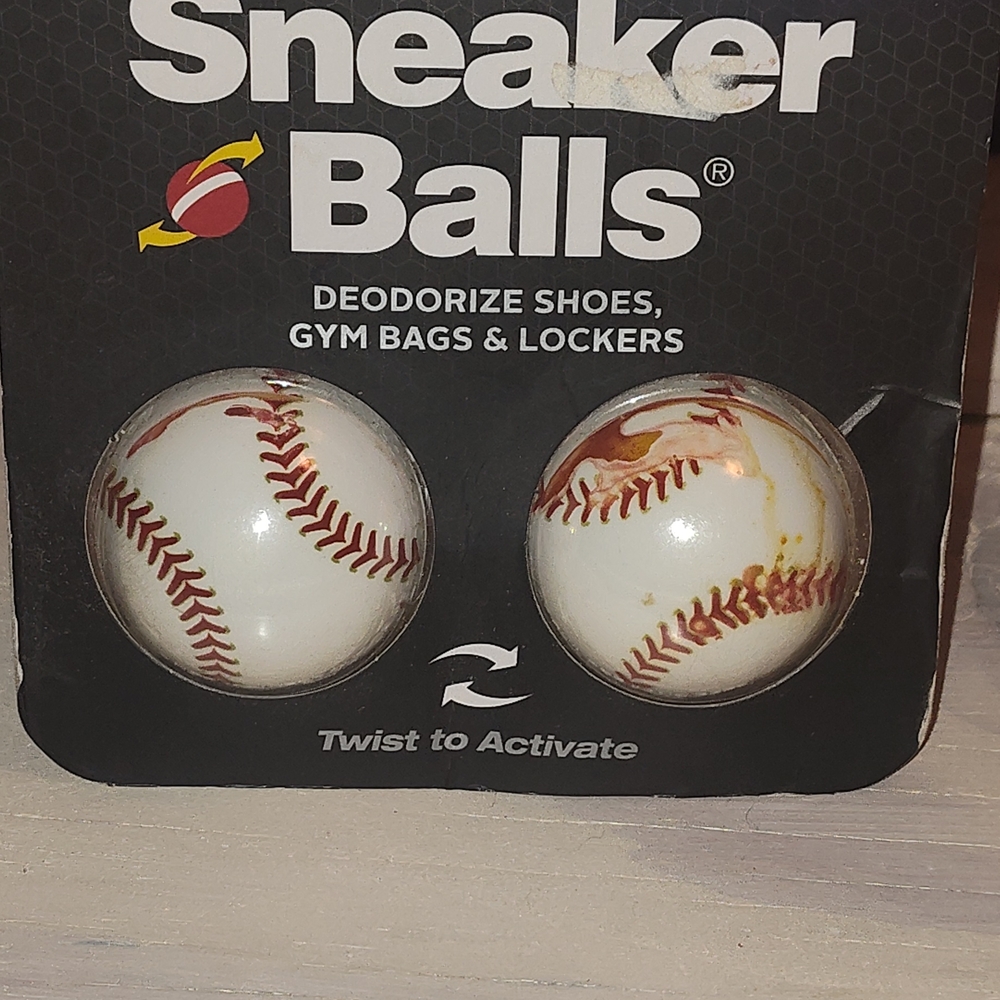 Sneaker
Balls®
DEODORIZE SHOES,
GYM BAGS & LOCKERS
Twist to Activate